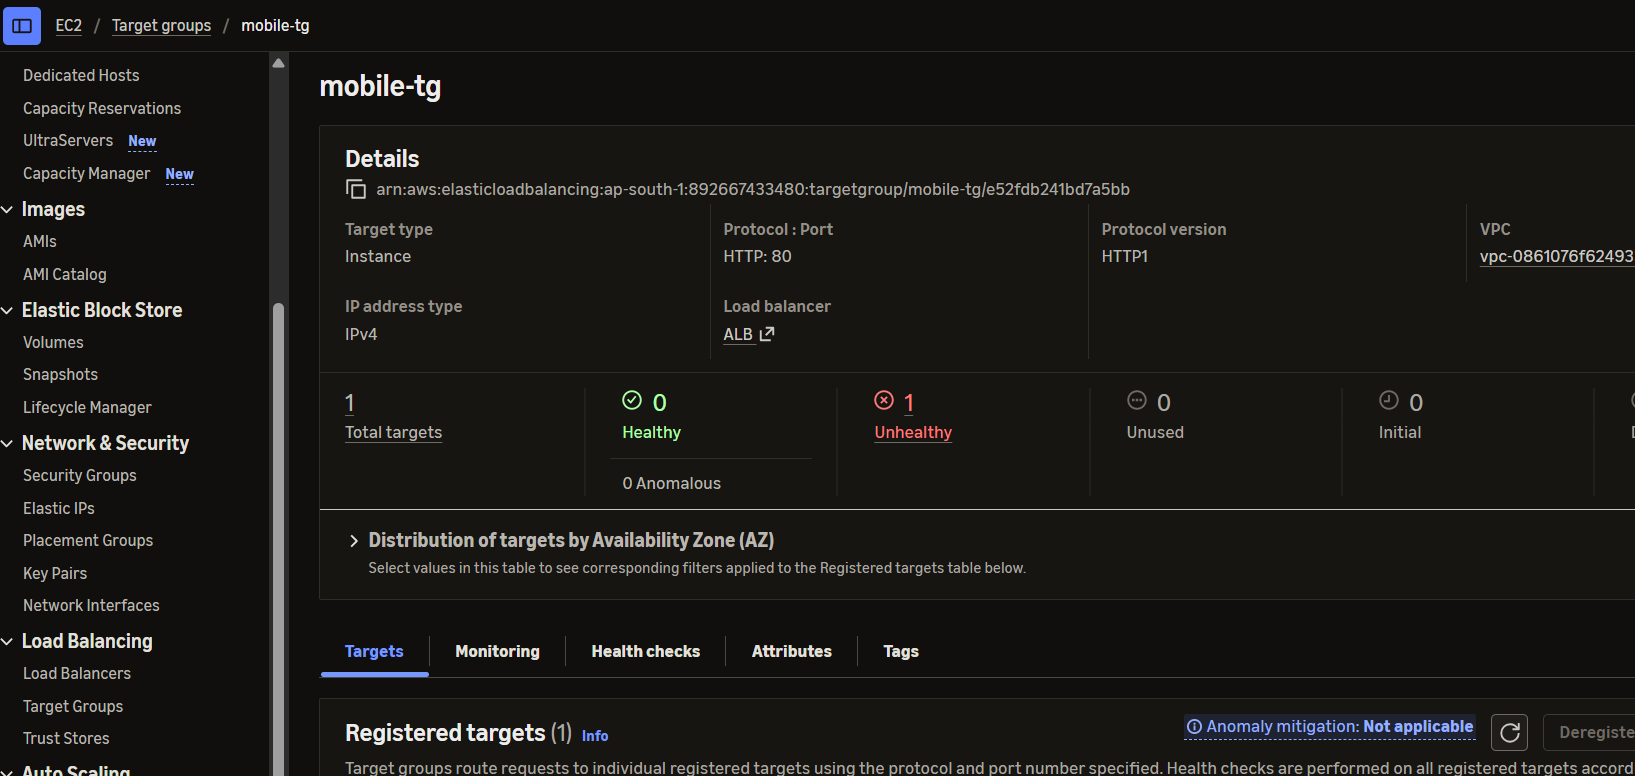 EC2 / Target groups / mobile-tg
Dedicated Hosts
Capacity Reservations
UltraServers New
Capacity Manager New
Images
AMIs
AMI Catalog
Elastic Block Store
Volumes
Snapshots
Lifecycle Manager
Network & Security
Security Groups
Elastic IPs
Placement Groups
Key Pairs
Network Interfaces
Load Balancing
Load Balancers
Target Groups
Trust Stores
Auto Scaling
mobile-tg
Details
arn:aws:elasticloadbalancing:ap-south-1:892667433480:targetgroup/mobile-tg/e52fdb241bd7a5bb
Target type
Instance
Protocol : Port
HTTP: 80
Protocol version
HTTP1
VPC
vpc-0861076f62493
IP address type
IPv4
Load balancer
ALB
1
Total targets
0
Healthy
0 Anomalous
1
Unhealthy
0
Unused
0
Initial
Distribution of targets by Availability Zone (AZ)
Select values in this table to see corresponding filters applied to the Registered targets table below.
Targets
Monitoring
Health checks
Attributes
Tags
Registered targets (1) Info
Anomaly mitigation: Not applicable
Deregiste
Target groups route requests to individual registered targets using the protocol and port number specified. Health checks are performed on all registered targets accord